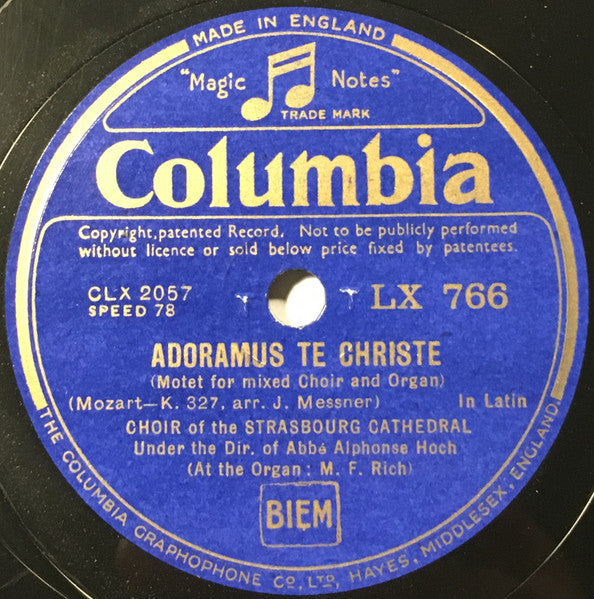 MADE IN ENGLAND
"Magic Notes"
TRADE MARK
Columbia
Copyright, patented Record. Not to be publicly performed
without licence or sold below price fixed by patentees.
CLX 2057
SPEED 78
LX 766
ADORAMUS TE CHRISTE
(Motet for mixed Choir and Organ)
(Mozart—K. 327, arr. J. Messner) In Latin
CHOIR of the STRASBOURG CATHEDRAL
Under the Dir. of Abbé Alphonse Hoch
(At the Organ : M. F. Rich)
BIEM
THE COLUMBIA GRAPHOPHONE CO. LTD, HAYES, MIDDLESEX, ENGLAND